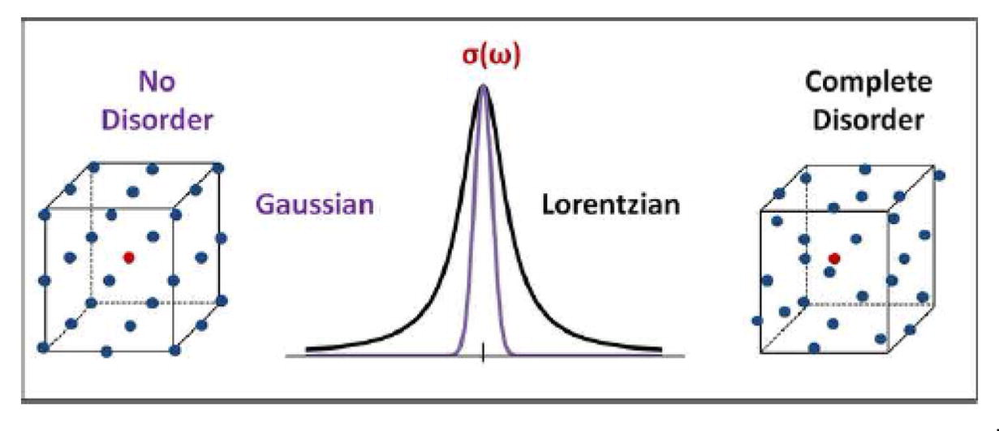 σ(ω)
No
Disorder
Complete
Disorder
Gaussian
Lorentzian